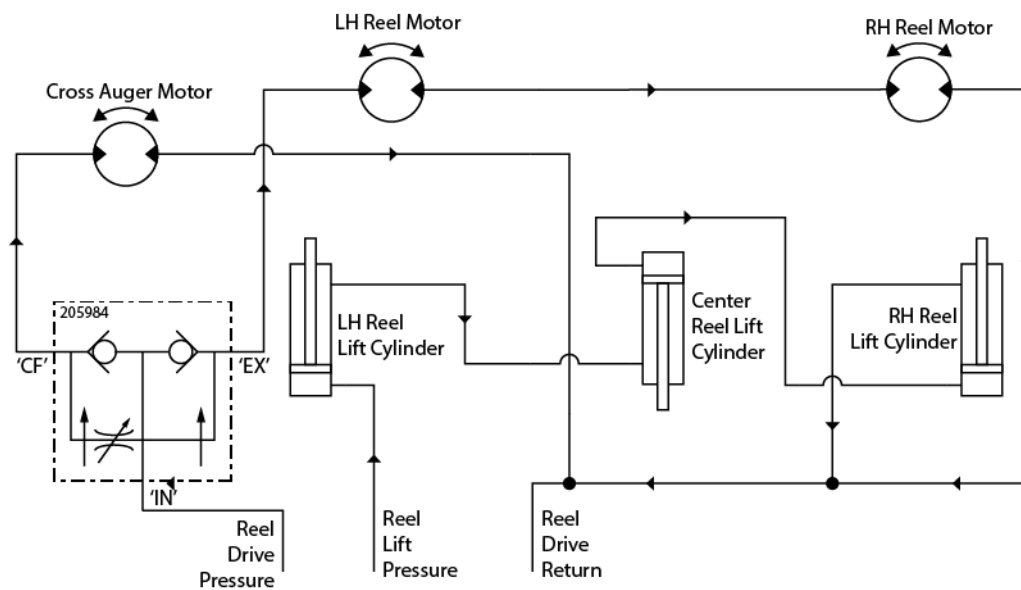 LH Reel Motor
RH Reel Motor
Cross Auger Motor
205984
'CF'
'EX'
'IN'
LH Reel
Lift Cylinder
Center
Reel Lift
Cylinder
RH Reel
Lift Cylinder
Reel
Drive
Pressure
Reel
Lift
Pressure
Reel
Drive
Return